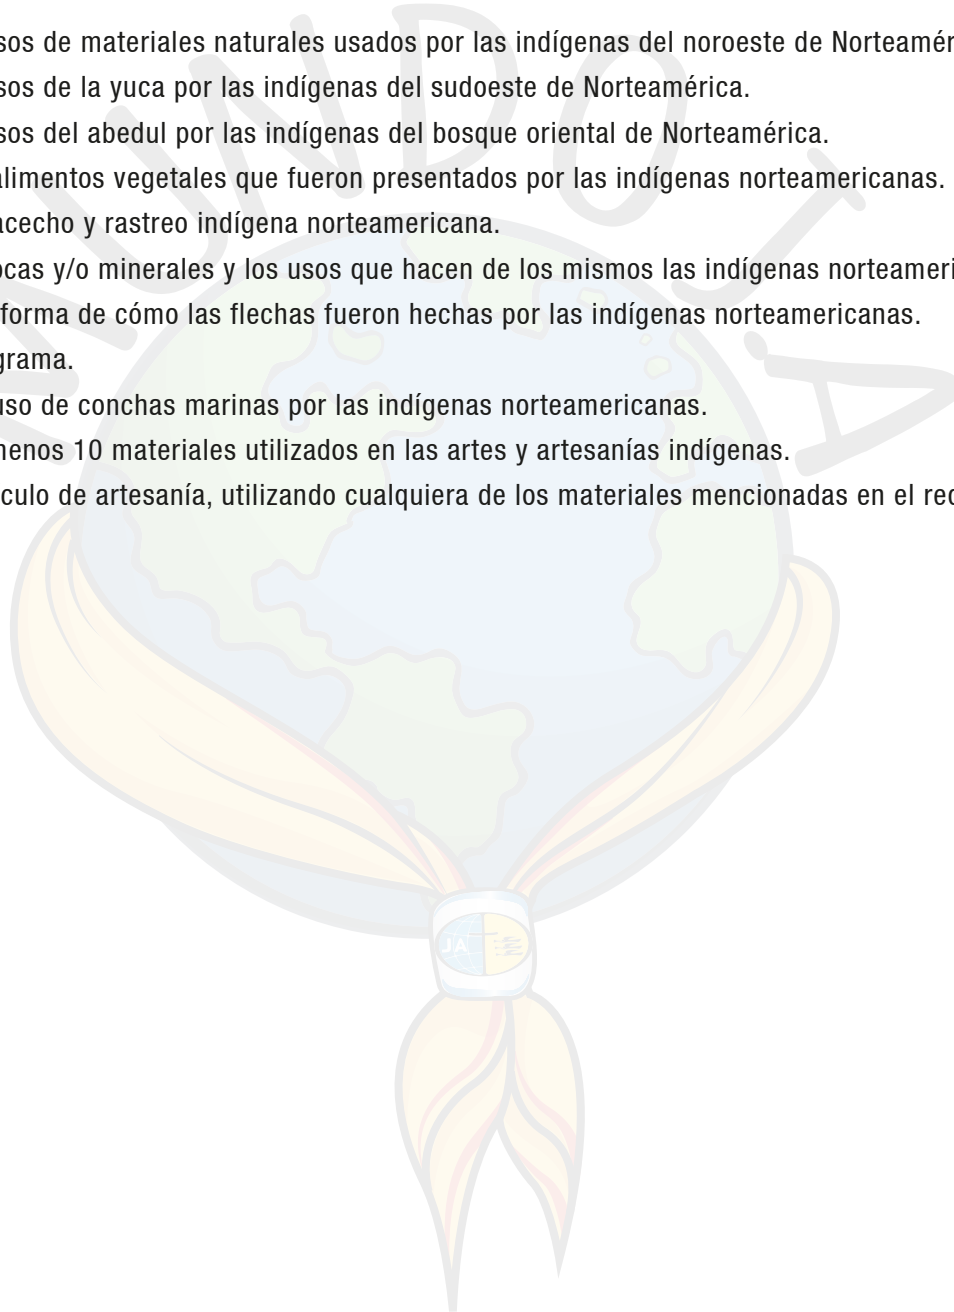 sos de materiales naturales usados por las indígenas del noroeste de Norteamér
sos de la yuca por las indígenas del sudoeste de Norteamérica.
sos del abedul por las indígenas del bosque oriental de Norteamérica.
alimentos vegetales que fueron presentados por las indígenas norteamericanas.
acecho y rastreo indígena norteamericana.
ocas y/o minerales y los usos que hacen de los mismos las indígenas norteameri
forma de cómo las flechas fueron hechas por las indígenas norteamericanas.
grama.
uso de conchas marinas por las indígenas norteamericanas.
menos 10 materiales utilizados en las artes y artesanías indígenas.
culo de artesanía, utilizando cualquiera de los materiales mencionadas en el req
MUNDO JA
JA